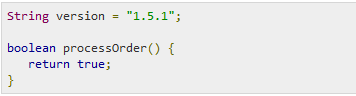 String version = "1.5.1";
boolean processOrder() {
   return true;
}